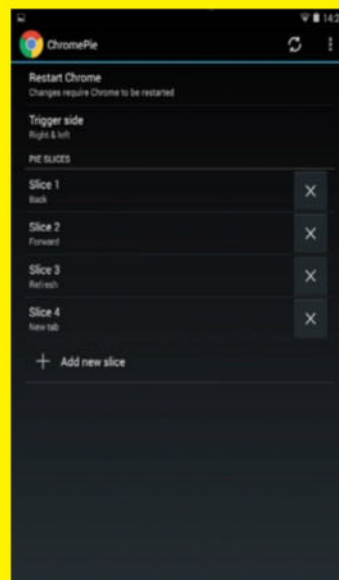 14:2
ChromePie
Restart Chrome
Changes require Chrome to be restarted
Trigger side
Right & left
PIE SLICES
Slice 1
Back
Slice 2
Forward
Slice 3
Refresh
Slice 4
New tab
Add new slice